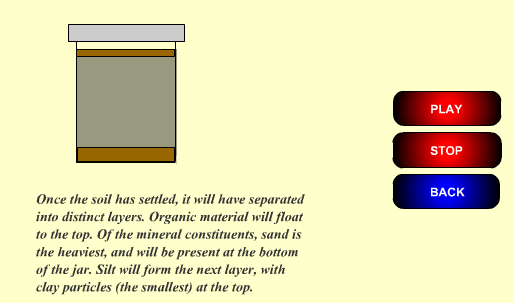 PLAY
STOP
BACK
Once the soil has settled, it will have separated
into distinct layers. Organic material will float
to the top. Of the mineral constituents, sand is
the heaviest, and will be present at the bottom
of the jar. Silt will form the next layer, with
clay particles (the smallest) at the top.